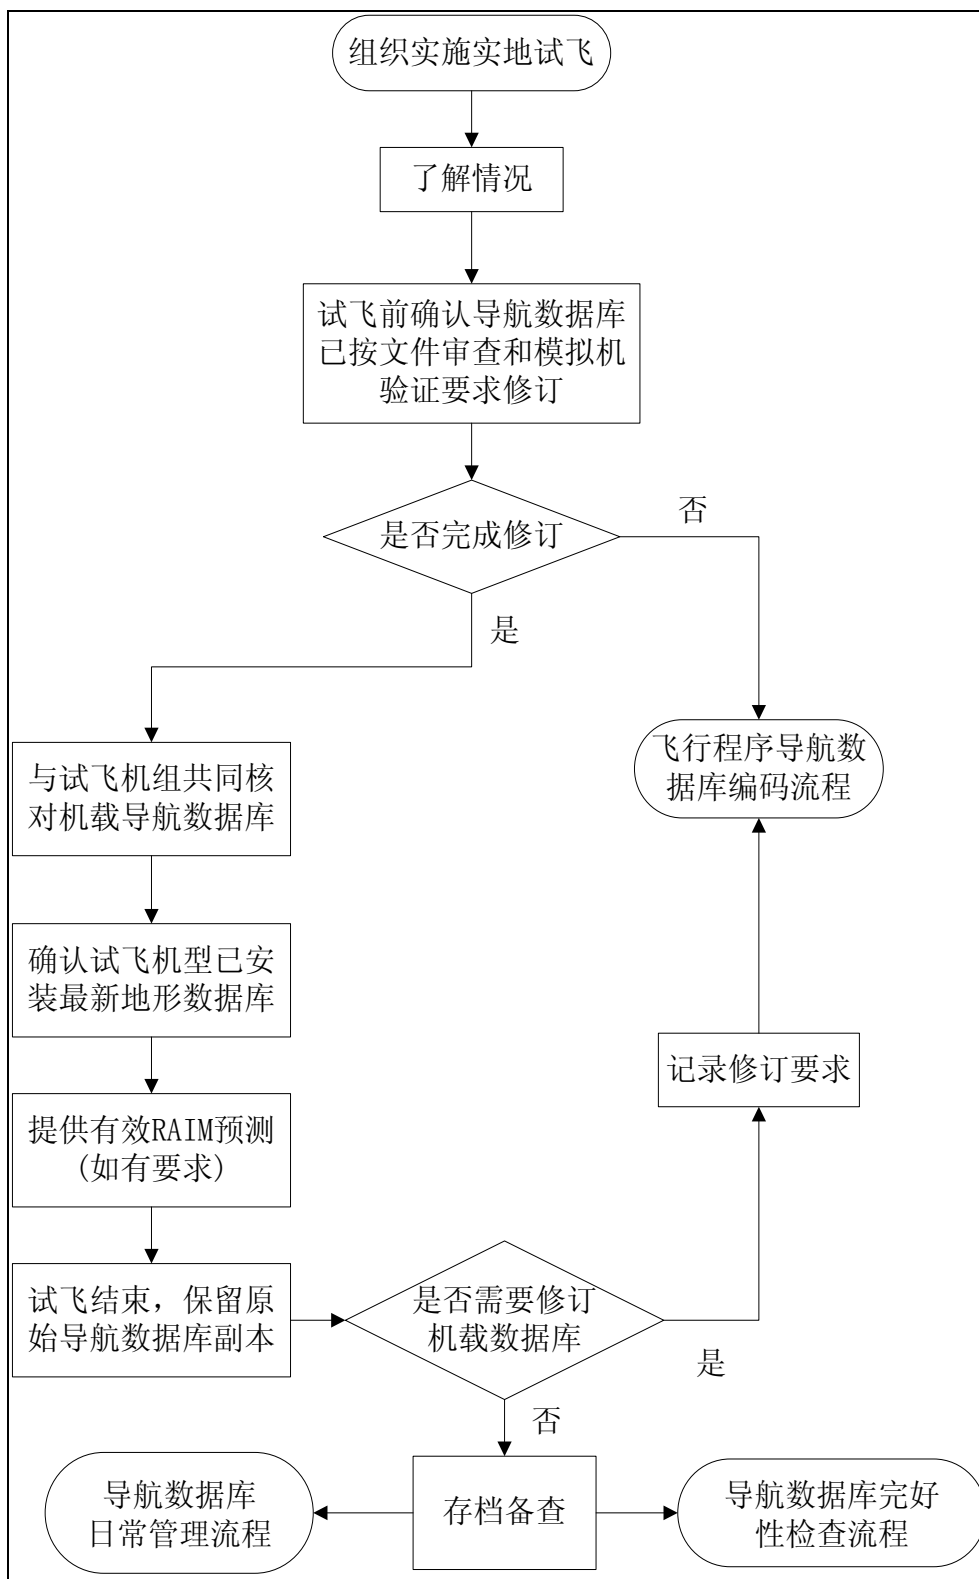 组织实施实地试飞
了解情况
试飞前确认导航数据库
已按文件审查和模拟机
验证要求修订
是否完成修订
否
是
与试飞机组共同核
对机载导航数据库
飞行程序导航数
据库编码流程
确认试飞机型已安
装最新地形数据库
记录修订要求
提供有效RAIM预测
(如有要求)
试飞结束，保留原
始导航数据库副本
是否需要修订
机载数据库
是
否
导航数据库
日常管理流程
存档备查
导航数据库完好
性检查流程